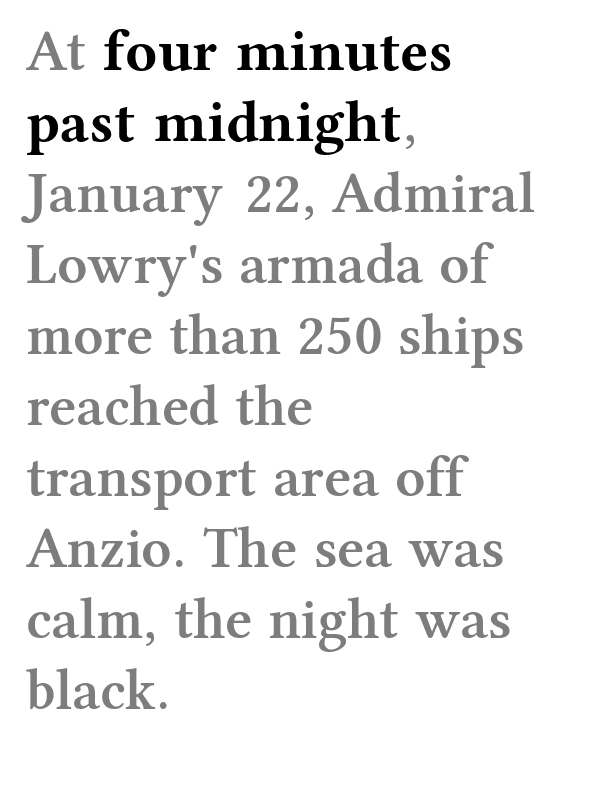 At four minutes
past midnight,
January 22, Admiral
Lowry's armada of
more than 250 ships
reached the
transport area off
Anzio. The sea was
calm, the night was
black.